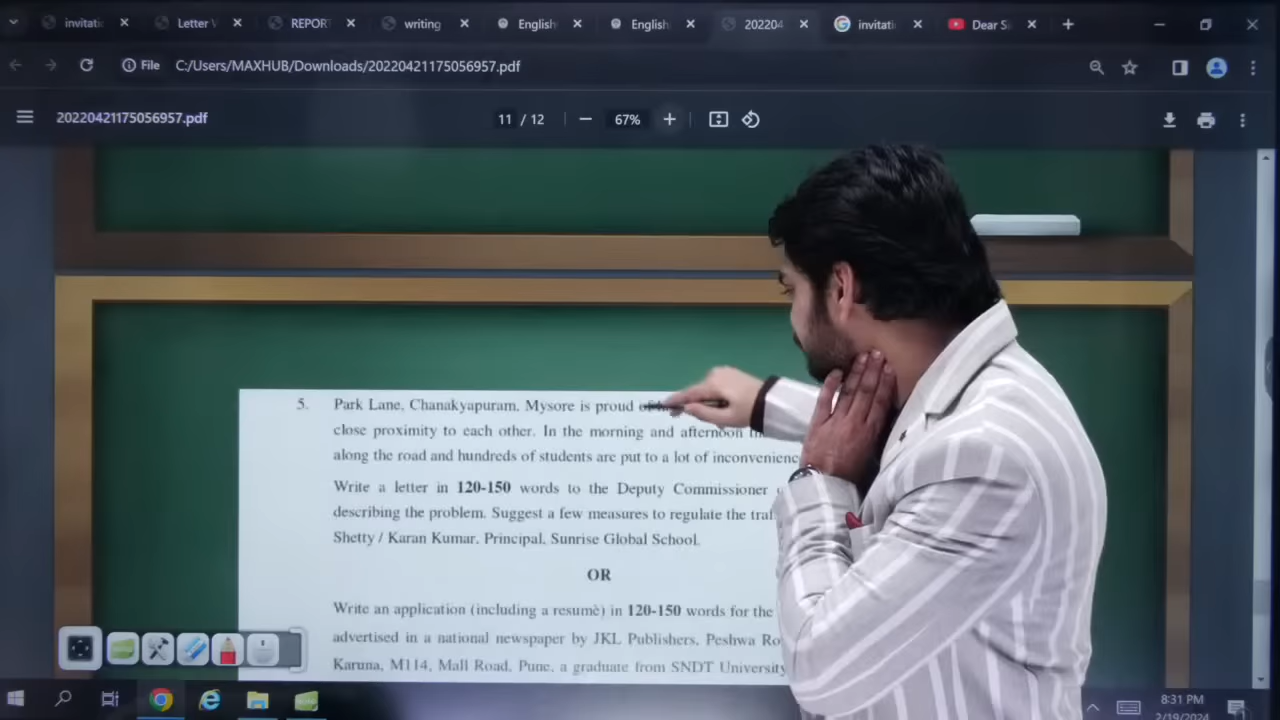 invitati
Letter
REPOR
writing
English
English
202204
invitati
Dear S
File
C:/Users/MAXHUB/Downloads/20220421175056957.pdf
20220421175056957.pdf
11 / 12
67%
5. Park Lane, Chanakyapuram, Mysore is proud
close proximity to each other. In the morning and afternoon
along the road and hundreds of students are put to a lot of inconvenienc
Write a letter in 120-150 words to the Deputy Commissioner
describing the problem. Suggest a few measures to regulate the traf
Shetty / Karan Kumar, Principal, Sunrise Global School.
OR
Write an application (including a resumè) in 120-150 words for the
advertised in a national newspaper by JKL Publishers, Peshwa Ro
Karuna, M114, Mall Road, Pune, a graduate from SNDT University
8:31 PM
2/19/2024